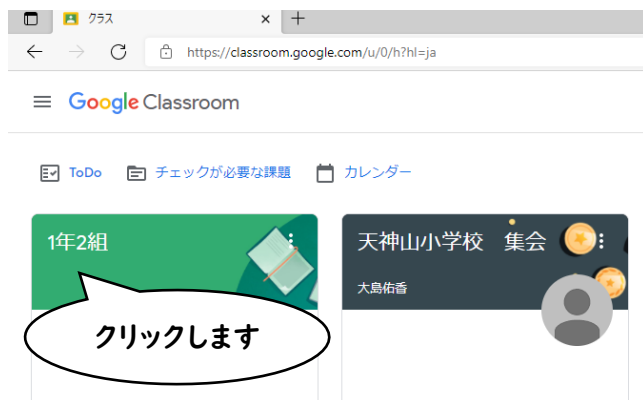 クラス
https://classroom.google.com/u/0/h?hl=ja
Google Classroom
ToDo チェックが必要な課題 カレンダー
1年2組
天神山小学校 集会
大島佑香
クリックします